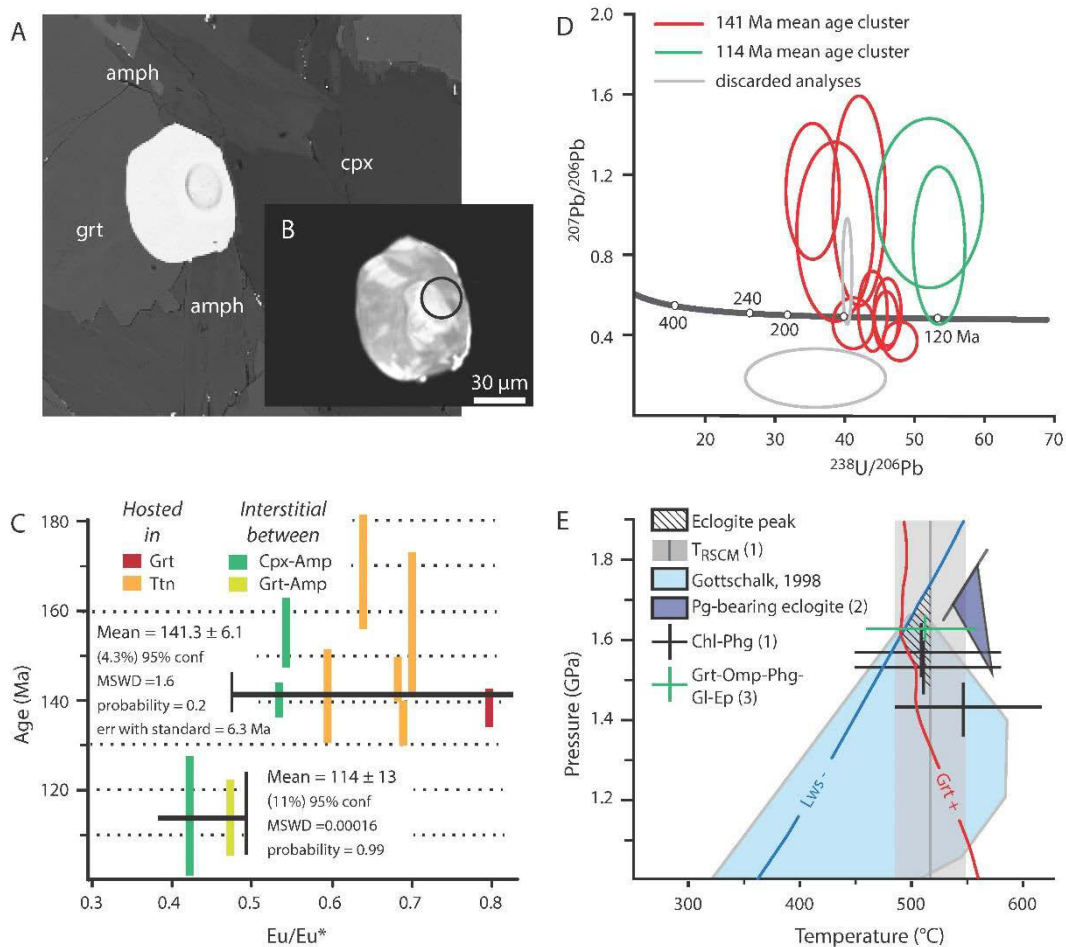 A
amph
cpx
grt
amph
B
30 µm
D
2.0
1.6
1.2
0.8
0.4
207Pb/206Pb
141 Ma mean age cluster
114 Ma mean age cluster
discarded analyses
400
240
200
120 Ma
20
30
40
50
60
70
238U/206Pb
C
Hosted in
Interstitial between
Grt
Cpx-Amp
Ttn
Grt-Amp
180
160
140
120
Age (Ma)
Mean = 141.3 ± 6.1
(4.3%) 95% conf
MSWD =1.6
probability = 0.2
err with standard = 6.3 Ma
Mean = 114 ± 13
(11%) 95% conf
MSWD =0.00016
probability = 0.99
0.3
0.4
0.5
0.6
0.7
0.8
Eu/Eu*
E
Eclogite peak
TRSCM (1)
Gottschalk, 1998
Pg-bearing eclogite (2)
Chl-Phg (1)
Grt-Omp-Phg-
Gl-Ep (3)
1.8
1.6
1.4
1.2
Pressure (GPa)
Lws -
Grt +
300
400
500
600
Temperature (°C)